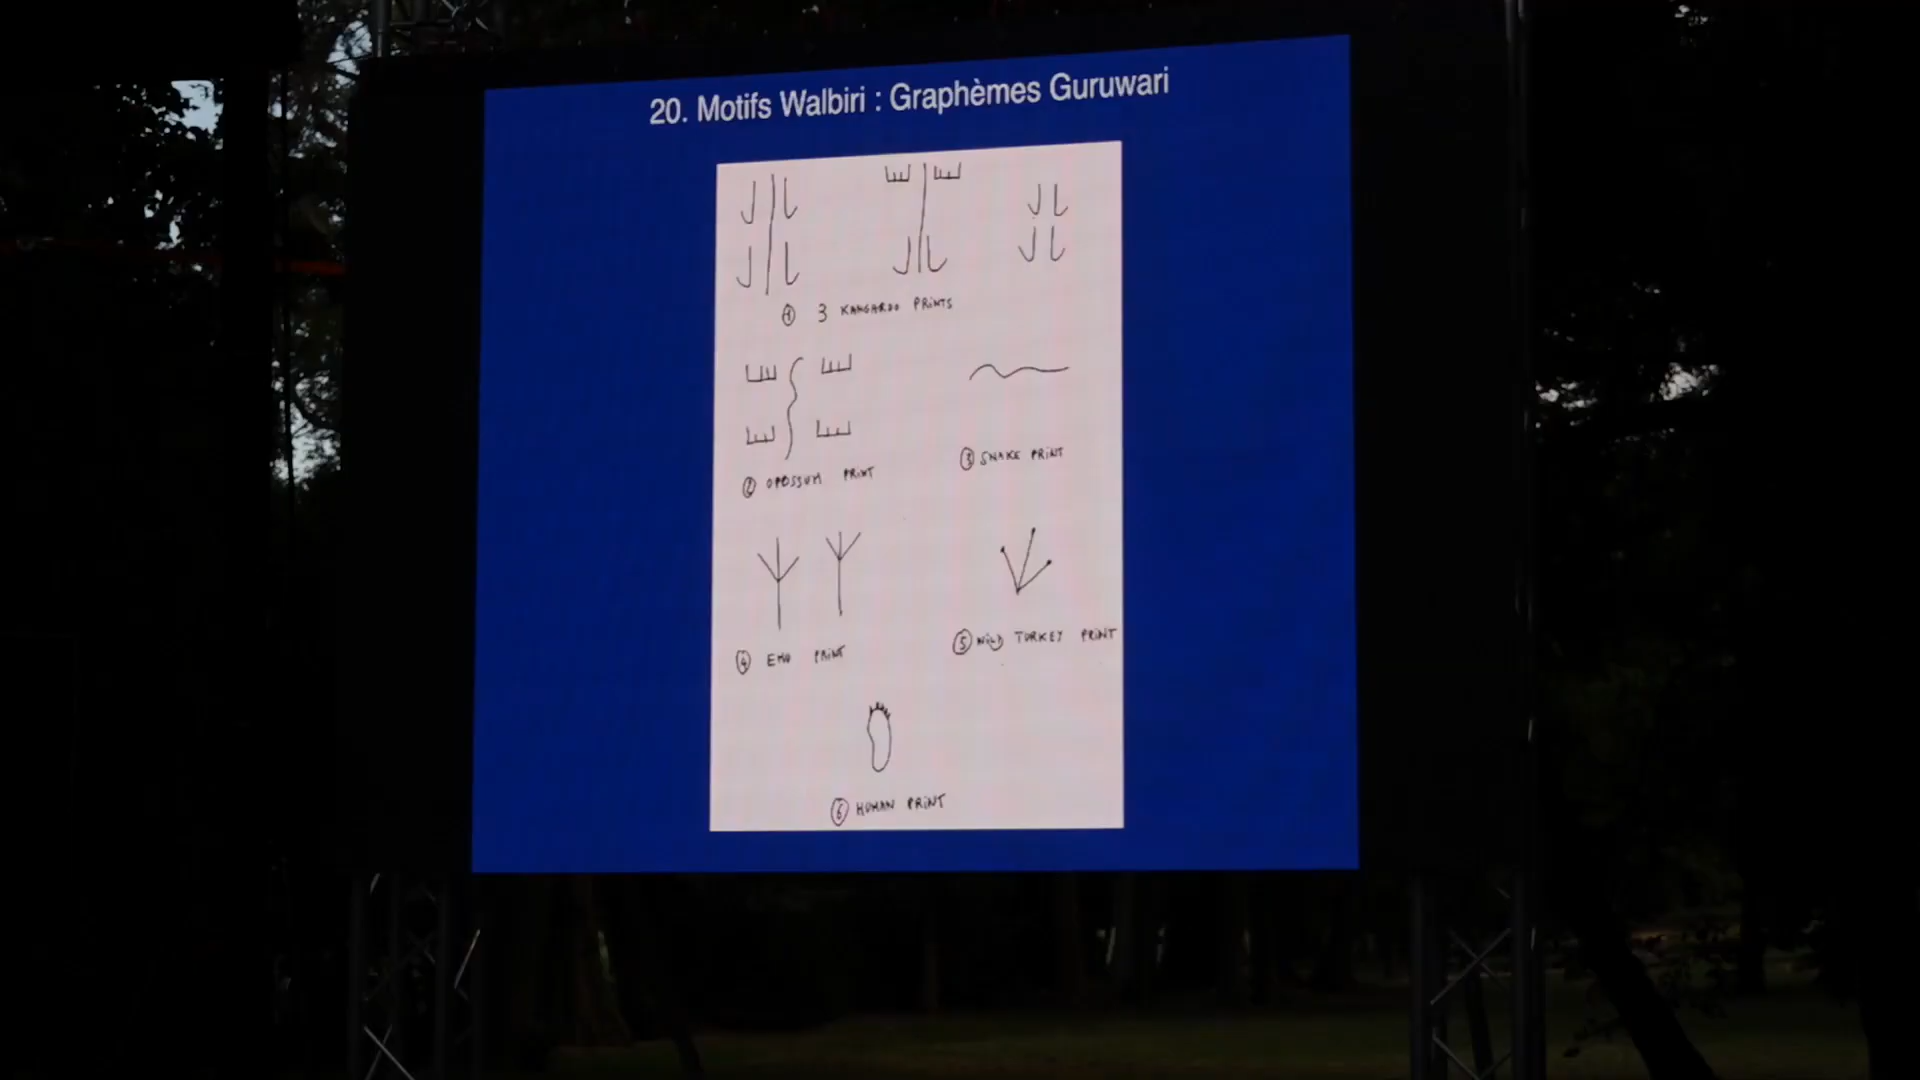 20. Motifs Walbiri : Graphèmes Guruwari
1 3 KANGAROO PRiNTS
2 OPOSSUM PRiNT
3 SNAKE PRiNT
4 EMU PRiNT
5 WiLD TURKEY PRiNT
6 HUMAN PRiNT